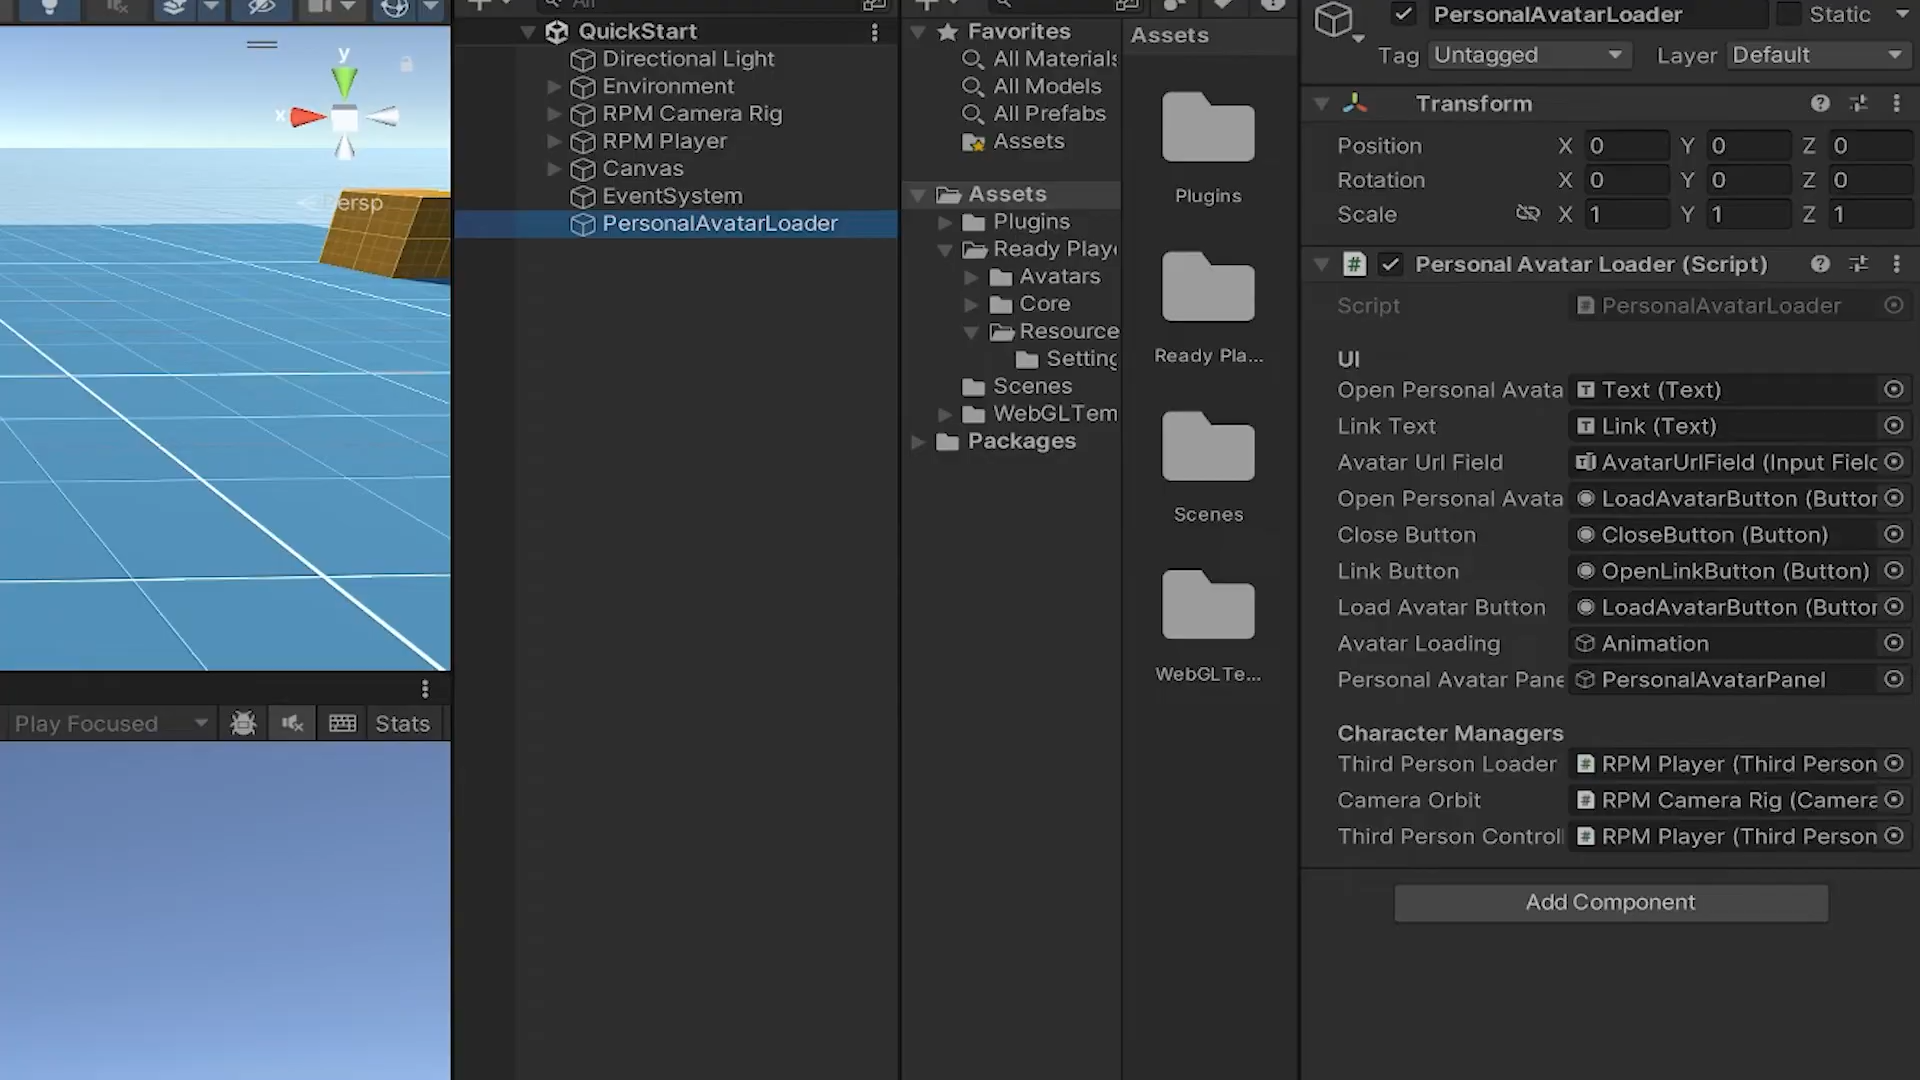 y
x
Persp
Play Focused
Stats
All
QuickStart
Directional Light
Environment
RPM Camera Rig
RPM Player
Canvas
EventSystem
PersonalAvatarLoader
Favorites
All Materials
All Models
All Prefabs
Assets
Assets
Plugins
Ready Playe
Avatars
Core
Resource
Setting
Scenes
WebGLTem
Packages
Assets
Plugins
Ready Pla...
Scenes
WebGLTe...
PersonalAvatarLoader
Static
Tag Untagged Layer Default
Transform
Position X 0 Y 0 Z 0
Rotation X 0 Y 0 Z 0
Scale X 1 Y 1 Z 1
# Personal Avatar Loader (Script)
Script # PersonalAvatarLoader
UI
Open Personal Avata Text (Text)
Link Text Link (Text)
Avatar Url Field AvatarUrlField (Input Field
Open Personal Avata LoadAvatarButton (Button
Close Button CloseButton (Button)
Link Button OpenLinkButton (Button)
Load Avatar Button LoadAvatarButton (Button
Avatar Loading Animation
Personal Avatar Pane PersonalAvatarPanel
Character Managers
Third Person Loader # RPM Player (Third Person
Camera Orbit # RPM Camera Rig (Camera
Third Person Controll # RPM Player (Third Person
Add Component